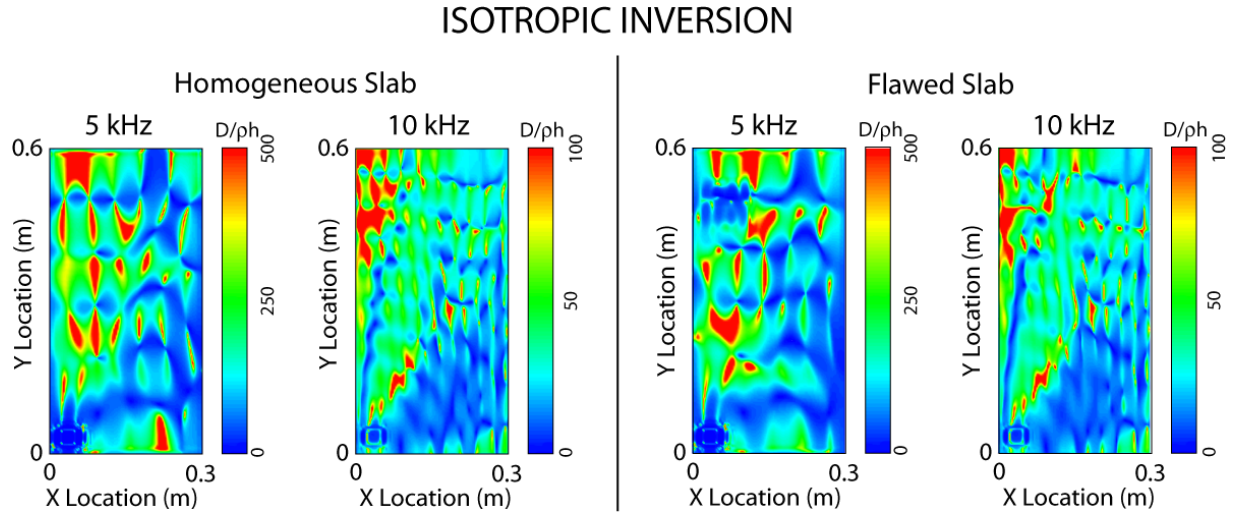 ISOTROPIC INVERSION
Homogeneous Slab
5 kHz
D/ρh
0.6
500
250
0
Y Location (m)
0
0
0.3
X Location (m)
10 kHz
D/ρh
0.6
100
50
0
Y Location (m)
0
0
0.3
X Location (m)
Flawed Slab
5 kHz
D/ρh
0.6
500
250
0
Y Location (m)
0
0
0.3
X Location (m)
10 kHz
D/ρh
0.6
100
50
0
Y Location (m)
0
0
0.3
X Location (m)